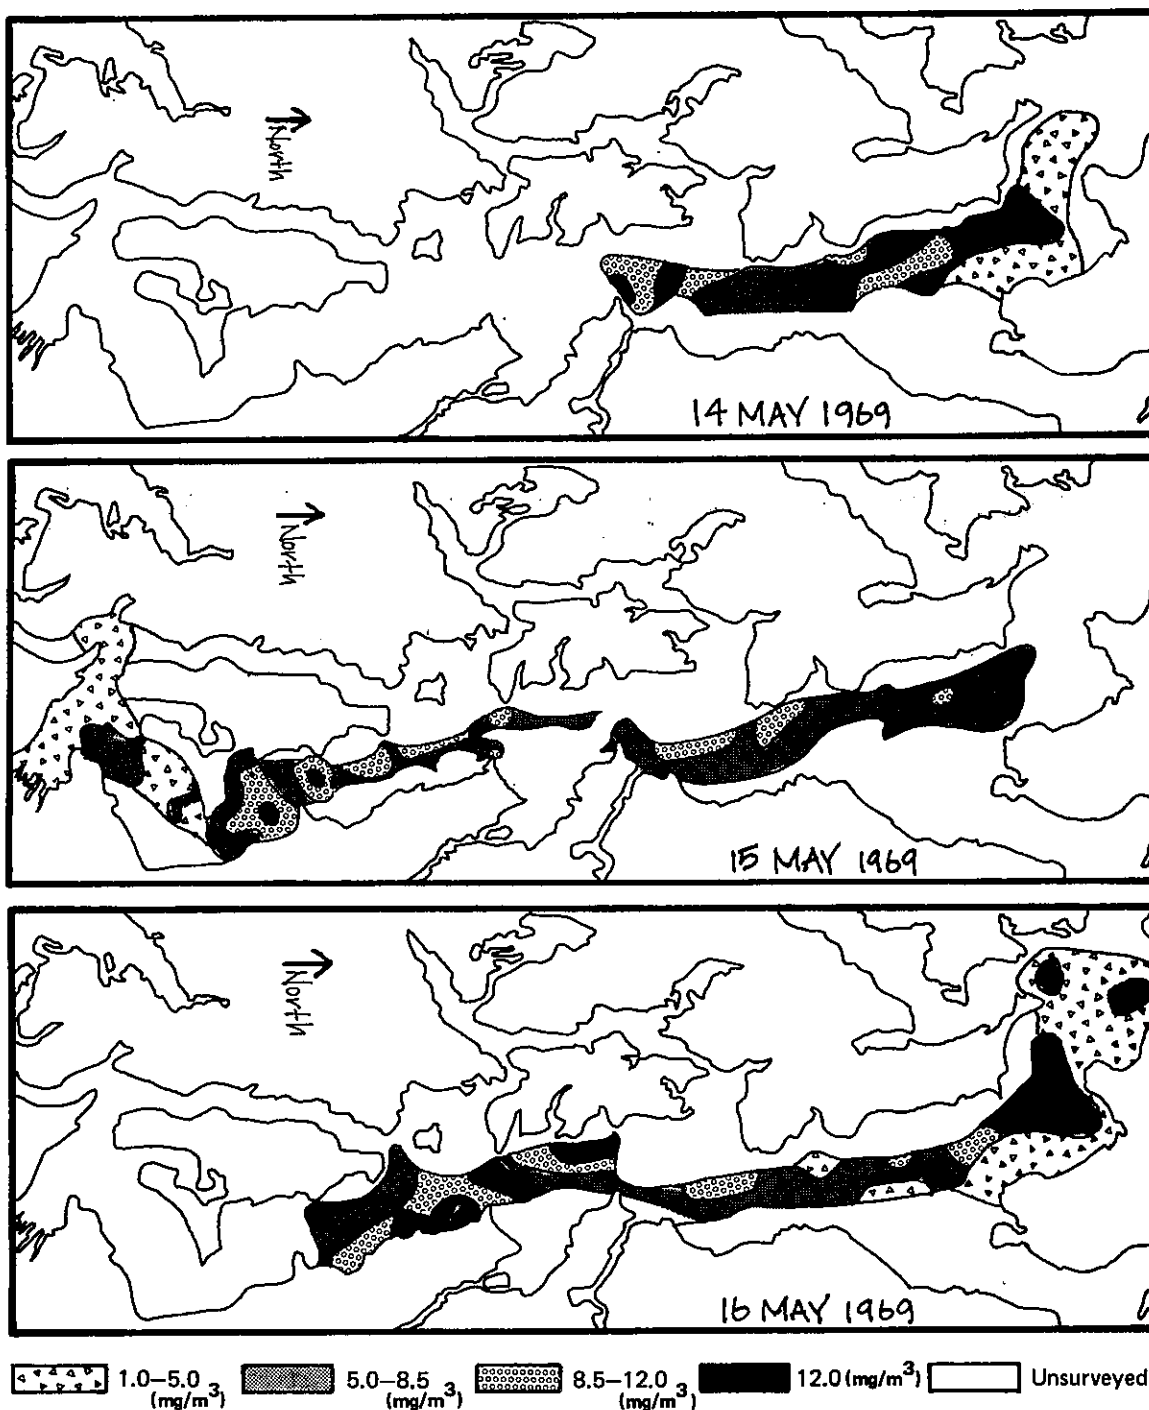 North
14 MAY 1969
North
15 MAY 1969
North
16 MAY 1969
1.0–5.0 (mg/m³)
5.0–8.5 (mg/m³)
8.5–12.0 (mg/m³)
12.0 (mg/m³)
Unsurveyed